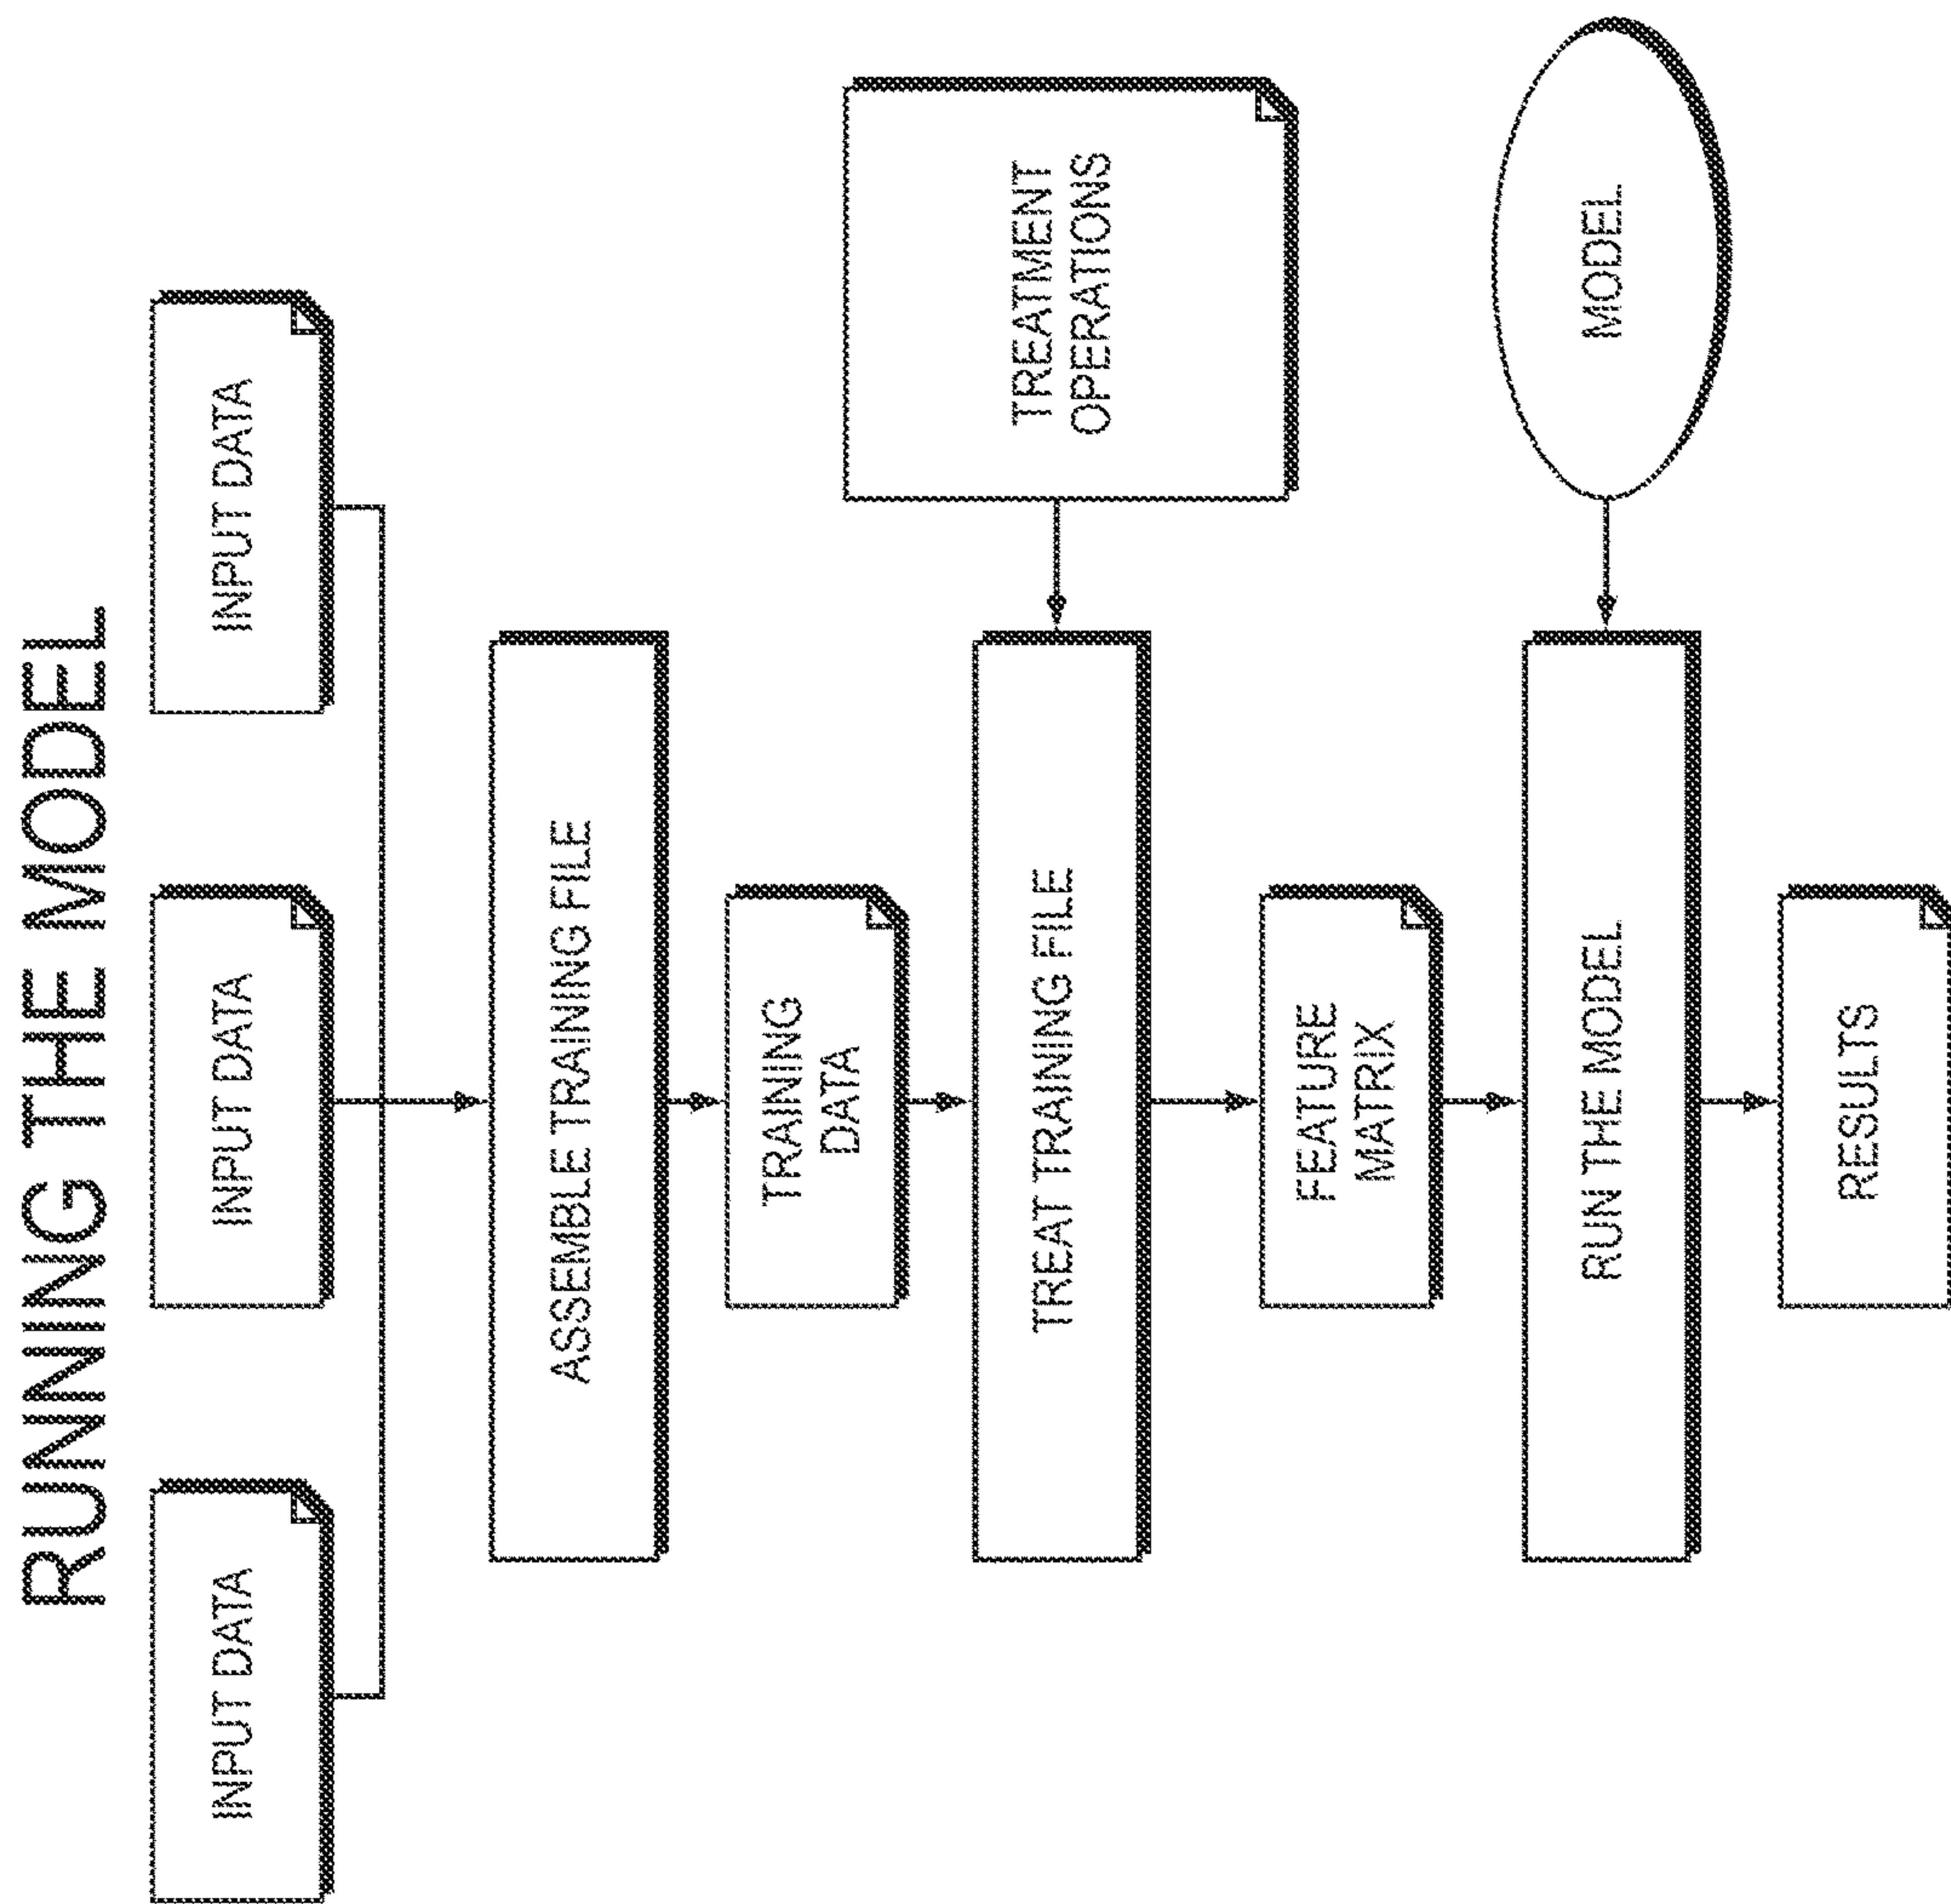 RUNNING THE MODEL
INPUT DATA
INPUT DATA
INPUT DATA
ASSEMBLE TRAINING FILE
TRAINING
DATA
TREAT TRAINING FILE
TREATMENT
OPERATIONS
FEATURE
MATRIX
RUN THE MODEL
MODEL
RESULTS